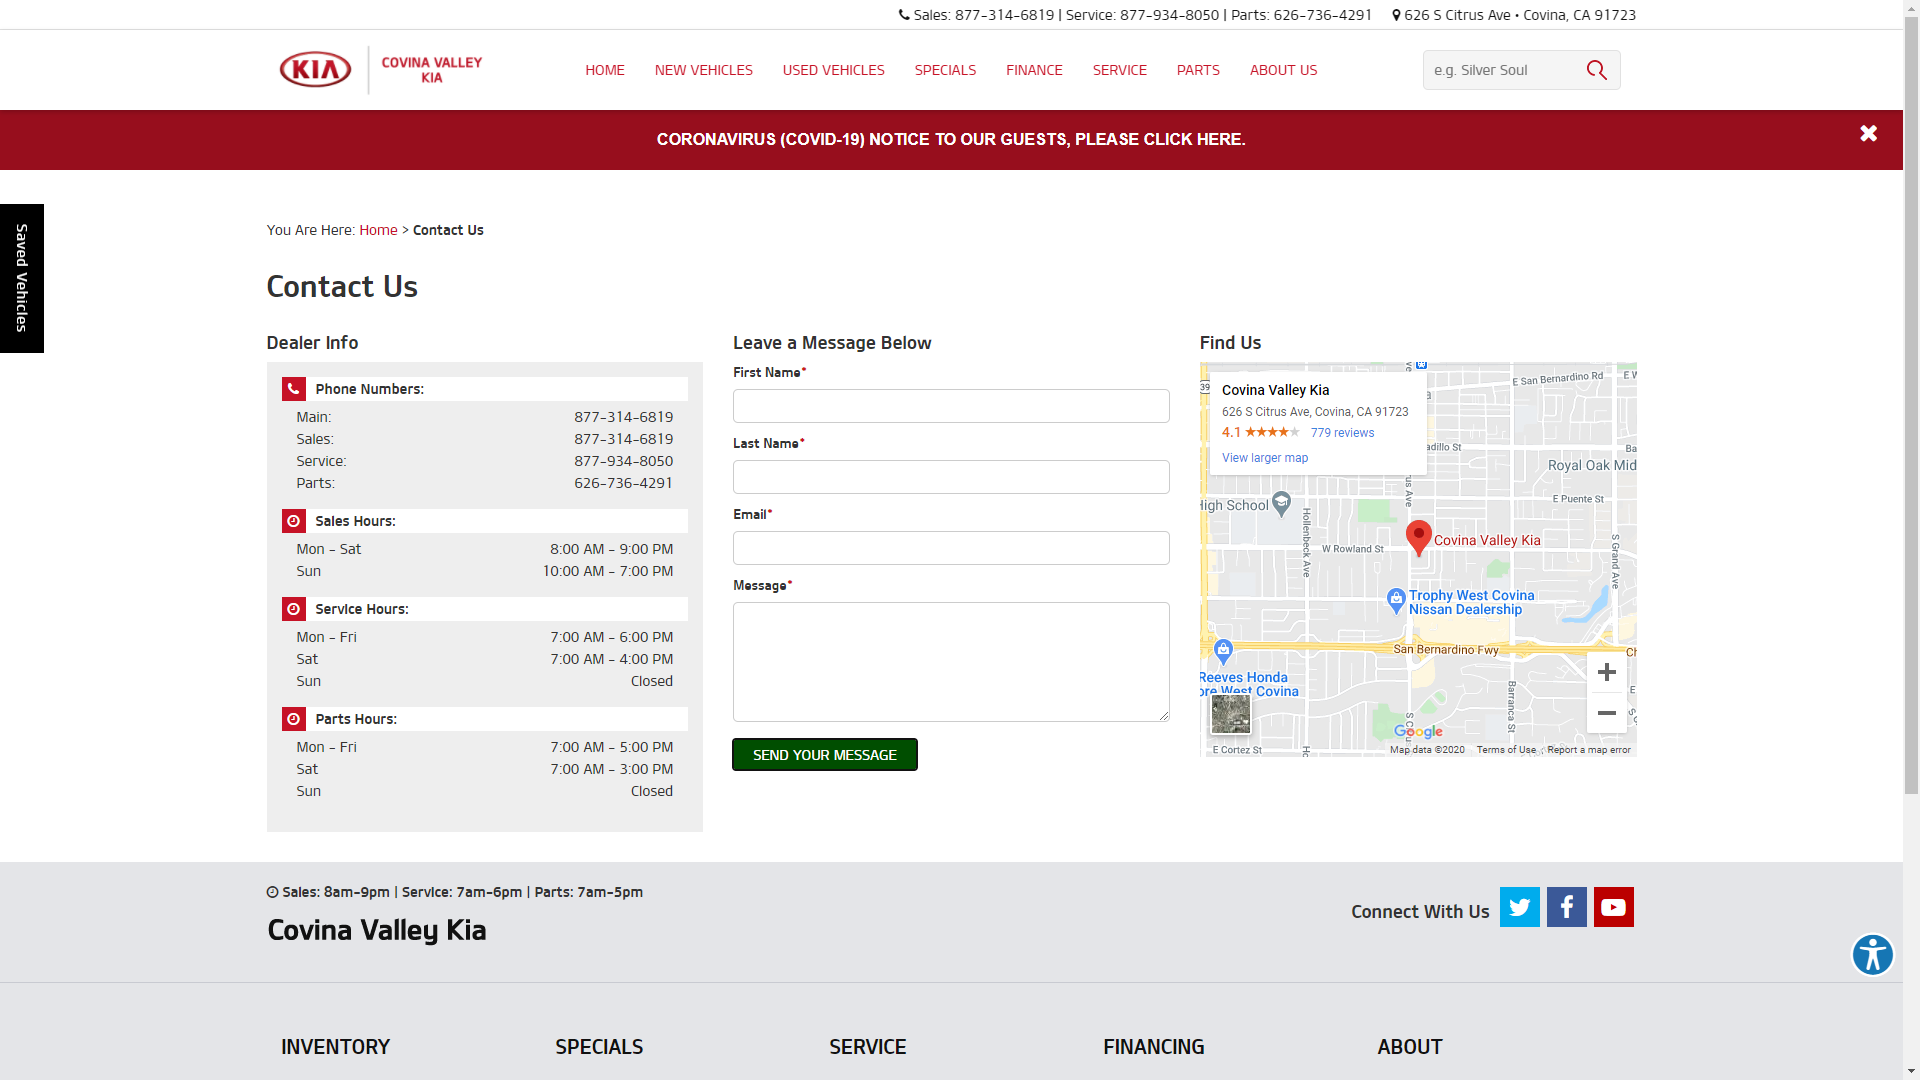 Sales: 877-314-6819 | Service: 877-934-8050 | Parts: 626-736-4291 626 S Citrus Ave • Covina, CA 91723
KIA COVINA VALLEY
KIA
HOME NEW VEHICLES USED VEHICLES SPECIALS FINANCE SERVICE PARTS ABOUT US
e.g. Silver Soul
CORONAVIRUS (COVID-19) NOTICE TO OUR GUESTS, PLEASE CLICK HERE.
Saved Vehicles
You Are Here: Home > Contact Us
Contact Us
Dealer Info
Phone Numbers:
Main: 877-314-6819
Sales: 877-314-6819
Service: 877-934-8050
Parts: 626-736-4291
Sales Hours:
Mon - Sat 8:00 AM - 9:00 PM
Sun 10:00 AM - 7:00 PM
Service Hours:
Mon - Fri 7:00 AM - 6:00 PM
Sat 7:00 AM - 4:00 PM
Sun Closed
Parts Hours:
Mon - Fri 7:00 AM - 5:00 PM
Sat 7:00 AM - 3:00 PM
Sun Closed
Leave a Message Below
First Name*
Last Name*
Email*
Message*
SEND YOUR MESSAGE
Find Us
Covina Valley Kia
626 S Citrus Ave, Covina, CA 91723
4.1 779 reviews
View larger map
39
E San Bernardino Rd
E W
adillo St
Ba
Royal Oak Mid
rus Ave
E Puente St
High School
Hollenbeck Ave
W Rowland St
Covina Valley Kia
S Grand Ave
Trophy West Covina
Nissan Dealership
San Bernardino Fwy
Ch
Reeves Honda
ore West Covina
Barranca St
E
S C
Google
E Cortez St
Ho
Map data ©2020 Terms of Use Report a map error
Sales: 8am-9pm | Service: 7am-6pm | Parts: 7am-5pm
Covina Valley Kia
Connect With Us
INVENTORY SPECIALS SERVICE FINANCING ABOUT